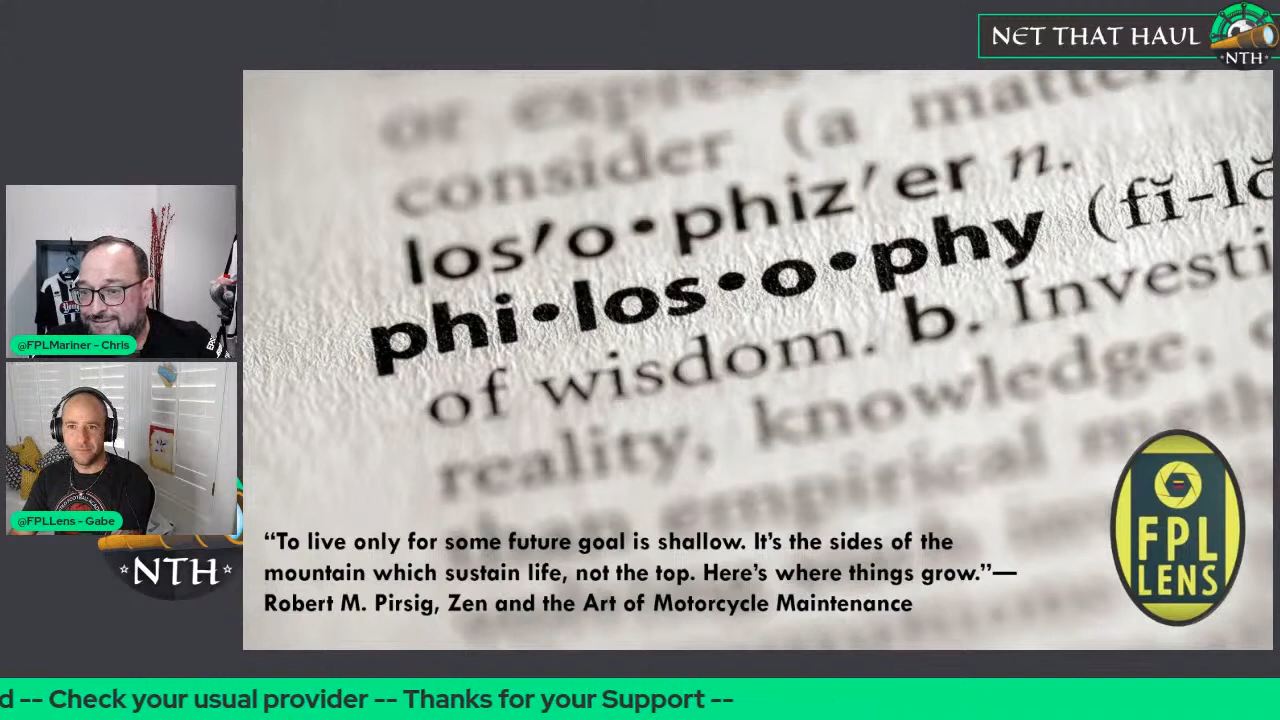 NET THAT HAUL
NTH
or express
consider (a matter)
los′o•phiz′er n.
phi•los•o•phy (fĭ-lŏ
of wisdom. b. Investi
reality, knowledge,
empirical
@FPLMariner - Chris
@FPLLens - Gabe
NTH
“To live only for some future goal is shallow. It’s the sides of the
mountain which sustain life, not the top. Here’s where things grow.”—
Robert M. Pirsig, Zen and the Art of Motorcycle Maintenance
FPL
LENS
d -- Check your usual provider -- Thanks for your Support --